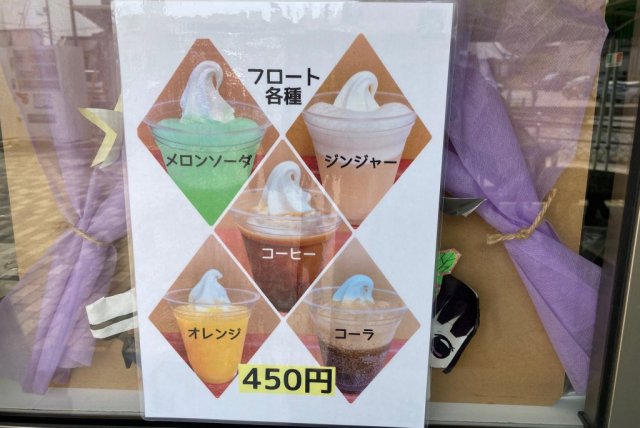 フロート
各種
メロンソーダ
ジンジャー
コーヒー
オレンジ
コーラ
450円